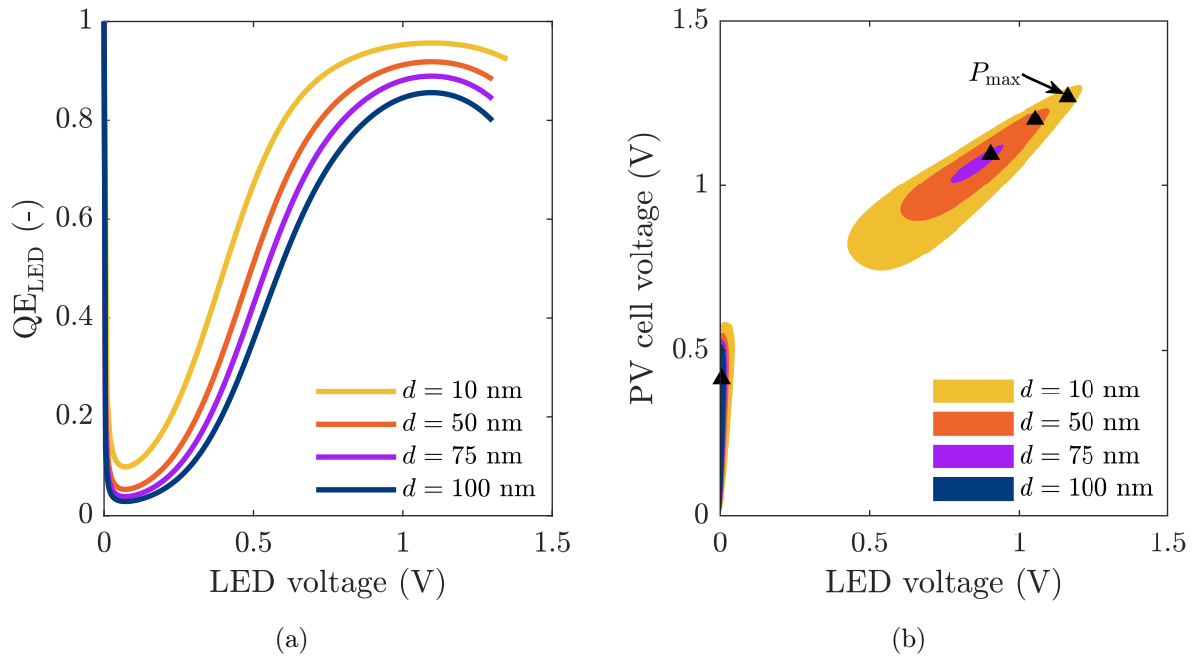 1
0.8
0.6
0.4
0.2
0
0
0.5
1
1.5
QE_LED (-)
LED voltage (V)
d = 10 nm
d = 50 nm
d = 75 nm
d = 100 nm
(a)
1.5
1
0.5
0
0
0.5
1
1.5
PV cell voltage (V)
LED voltage (V)
P_max
d = 10 nm
d = 50 nm
d = 75 nm
d = 100 nm
(b)